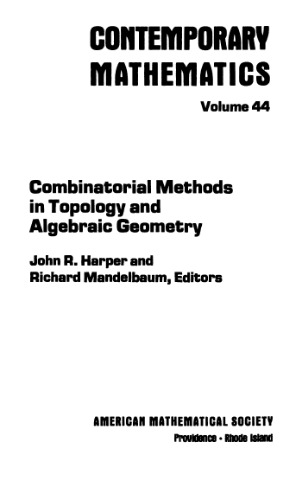 CONTEMPORARY
MATHEMATICS
Volume 44
Combinatorial Methods
in Topology and
Algebraic Geometry
John R. Harper and
Richard Mandelbaum, Editors
AMERICAN MATHEMATICAL SOCIETY
Providence • Rhode Island